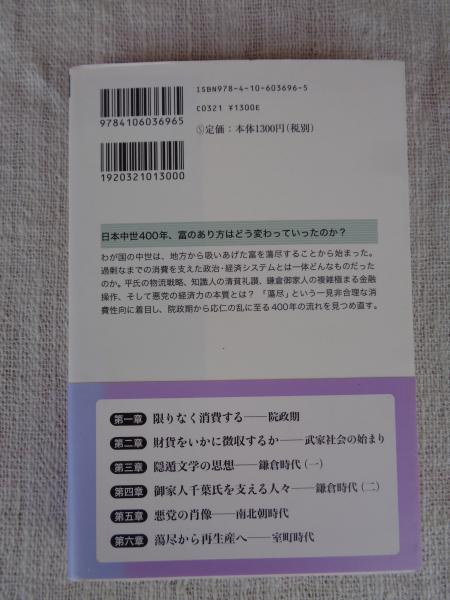 ISBN978-4-10-603696-5
C0321 ¥1300E
Ⓢ定価：本体1300円(税別)
9784106036965
1920321013000
日本中世400年、富のあり方はどう変わっていったのか？
わが国の中世は、地方から吸いあげた富を蕩尽することから始まった。
過剰なまでの消費を支えた政治・経済システムとは一体どんなものだった
のか。平氏の物流戦略、知識人の清貧礼讃、鎌倉御家人の複雑極まる金融
操作、そして悪党の経済力の本質とは？ 「蕩尽」という一見非合理な消
費性向に着目し、院政期から応仁の乱に至る400年の流れを見つめ直す。
第一章 限りなく消費する——院政期
第二章 財貨をいかに徴収するか——武家社会の始まり
第三章 隠遁文学の思想——鎌倉時代(一)
第四章 御家人千葉氏を支える人々——鎌倉時代(二)
第五章 悪党の肖像——南北朝時代
第六章 蕩尽から再生産へ——室町時代